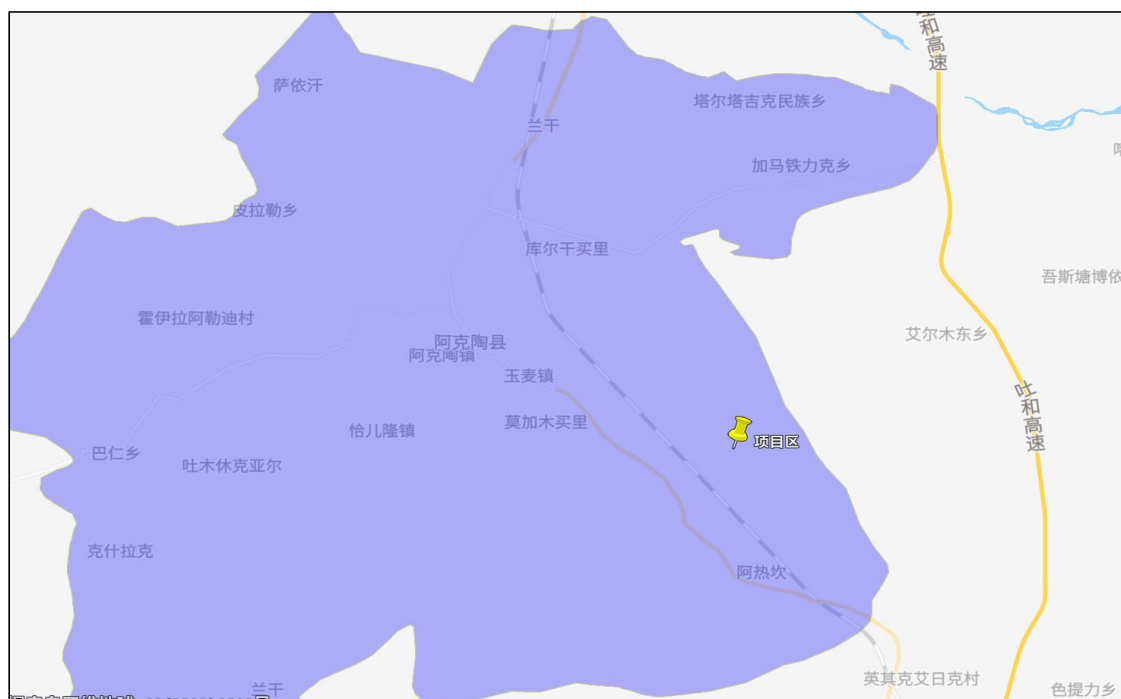 吐和高速
萨依汗
塔尔塔吉克民族乡
兰干
加马铁力克乡
皮拉勒乡
库尔干买里
吾斯塘博依
霍伊拉阿勒迪村
艾尔木东乡
阿克陶县
阿克陶镇
玉麦镇
吐和高速
莫加木买里
恰尔隆镇
项目区
巴仁乡
吐木休克亚尔
克什拉克
阿热坎
英其克艾日克村
兰干
色提力乡